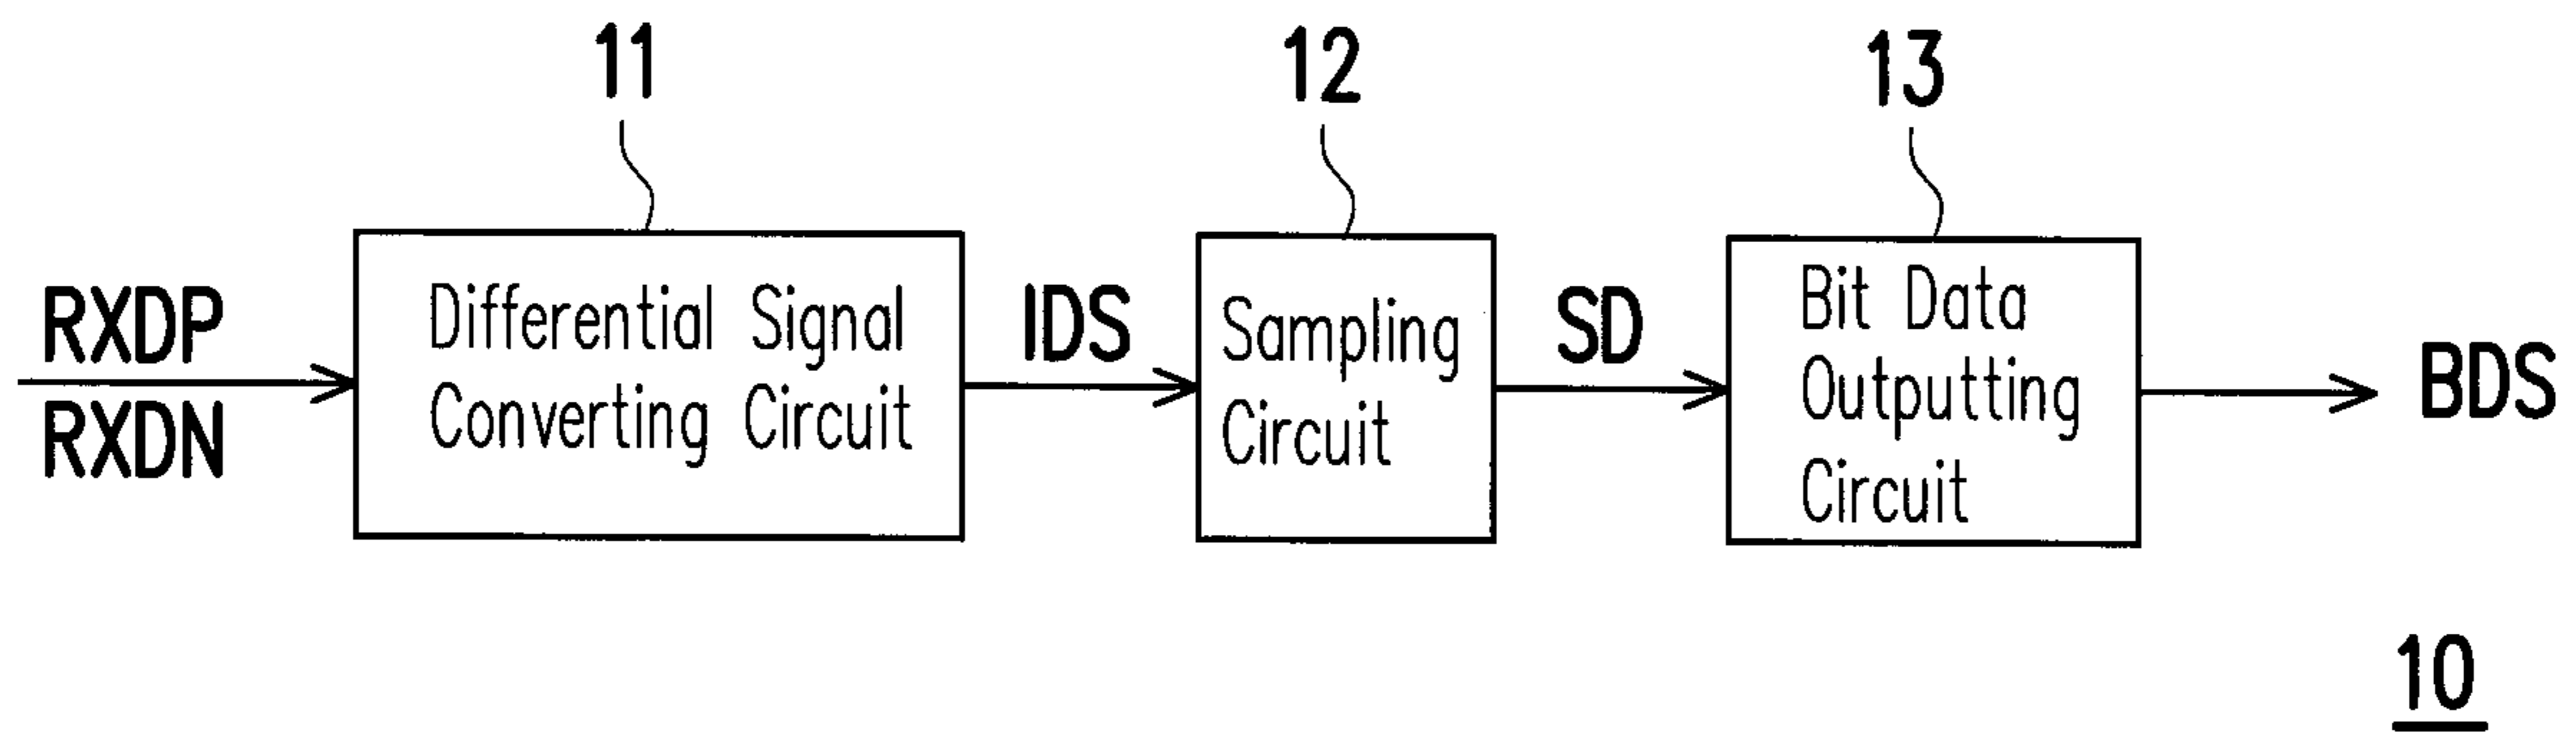 11
12
13
RXDP
RXDN
Differential Signal
Converting Circuit
IDS
Sampling
Circuit
SD
Bit Data
Outputting
Circuit
BDS
10